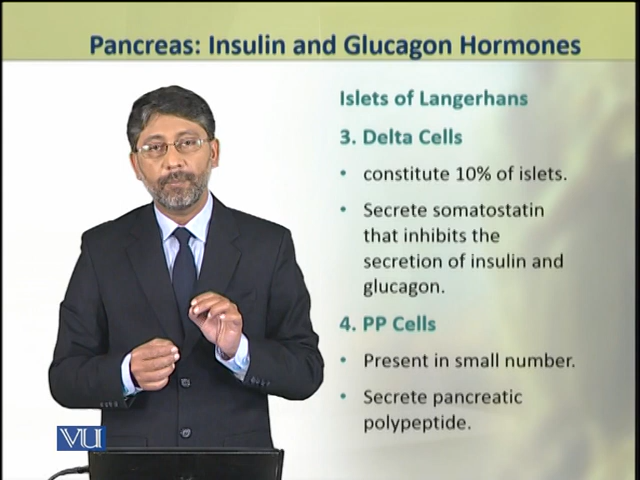 Pancreas: Insulin and Glucagon Hormones
Islets of Langerhans
3. Delta Cells
• constitute 10% of islets.
• Secrete somatostatin
that inhibits the
secretion of insulin and
glucagon.
4. PP Cells
• Present in small number.
• Secrete pancreatic
polypeptide.
VU